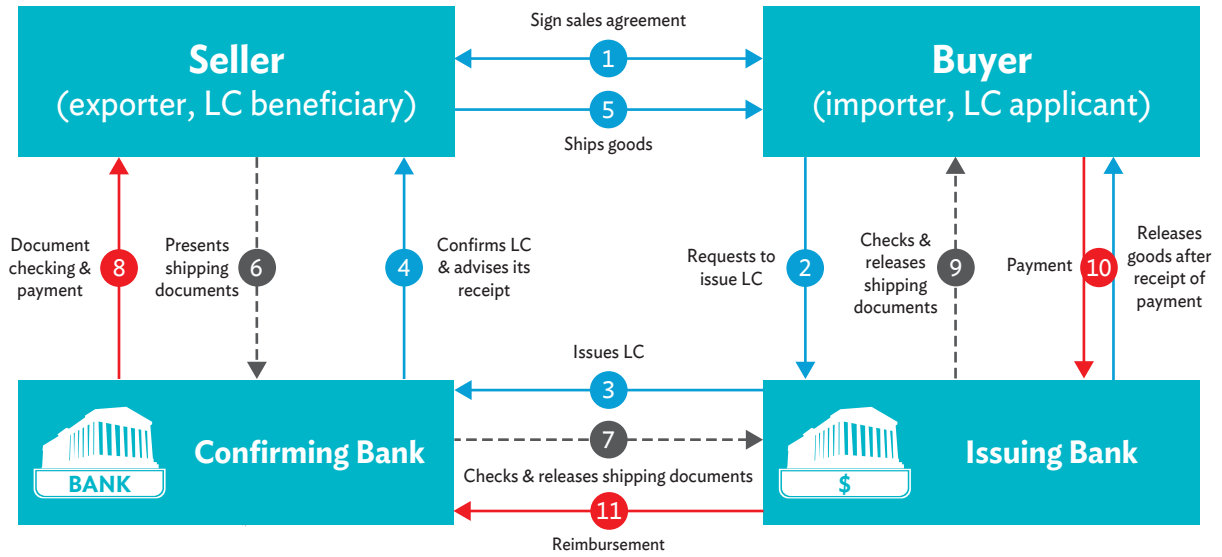 Sign sales agreement
1
Seller
(exporter, LC beneficiary)
Buyer
(importer, LC applicant)
5
Ships goods
Document
checking &
payment
8
Presents
shipping
documents
6
4
Confirms LC
& advises its
receipt
Requests to
issue LC
2
Checks &
releases
shipping
documents
9
Payment
10
Releases
goods after
receipt of
payment
Issues LC
3
BANK
Confirming Bank
7
Checks & releases shipping documents
11
Reimbursement
$
Issuing Bank